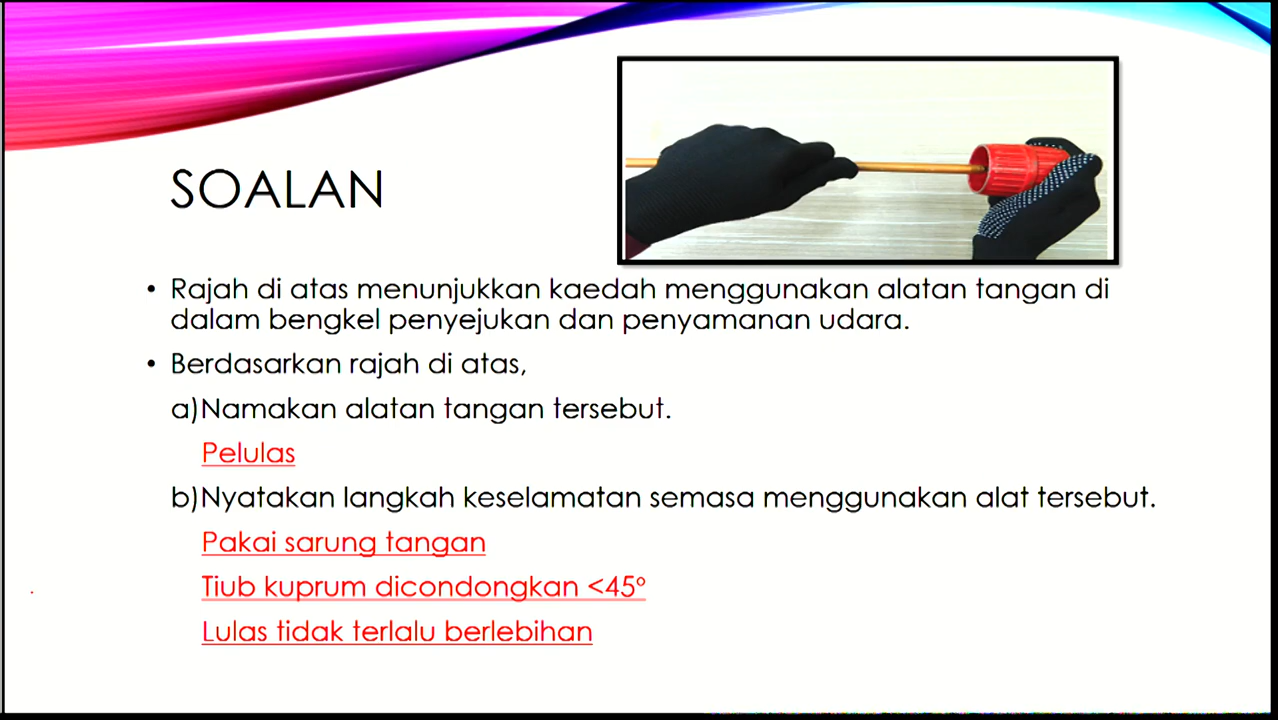 SOALAN
• Rajah di atas menunjukkan kaedah menggunakan alatan tangan di
dalam bengkel penyejukan dan penyamanan udara.
• Berdasarkan rajah di atas,
a)Namakan alatan tangan tersebut.
Pelulas
b)Nyatakan langkah keselamatan semasa menggunakan alat tersebut.
Pakai sarung tangan
Tiub kuprum dicondongkan <45°
Lulas tidak terlalu berlebihan